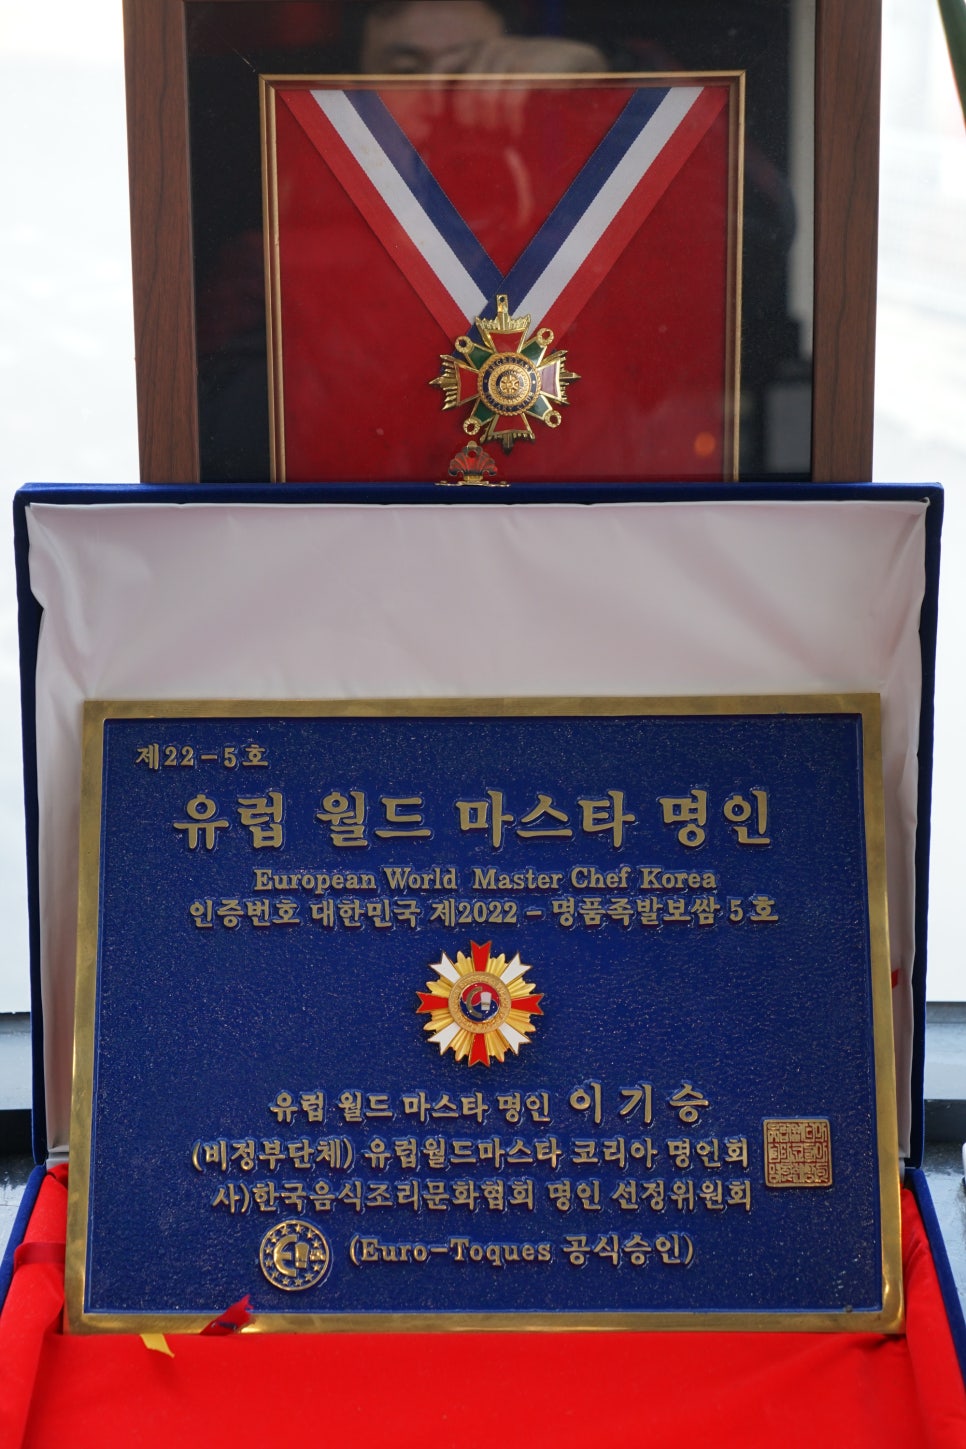 제22-5호
유럽 월드 마스타 명인
European World Master Chef Korea
인증번호 대한민국 제2022 - 명품족발보쌈 5호
유럽 월드 마스타 명인 이기승
(비정부단체) 유럽월드마스타 코리아 명인회
사)한국음식조리문화협회 명인 선정위원회
(Euro-Toques 공식승인)